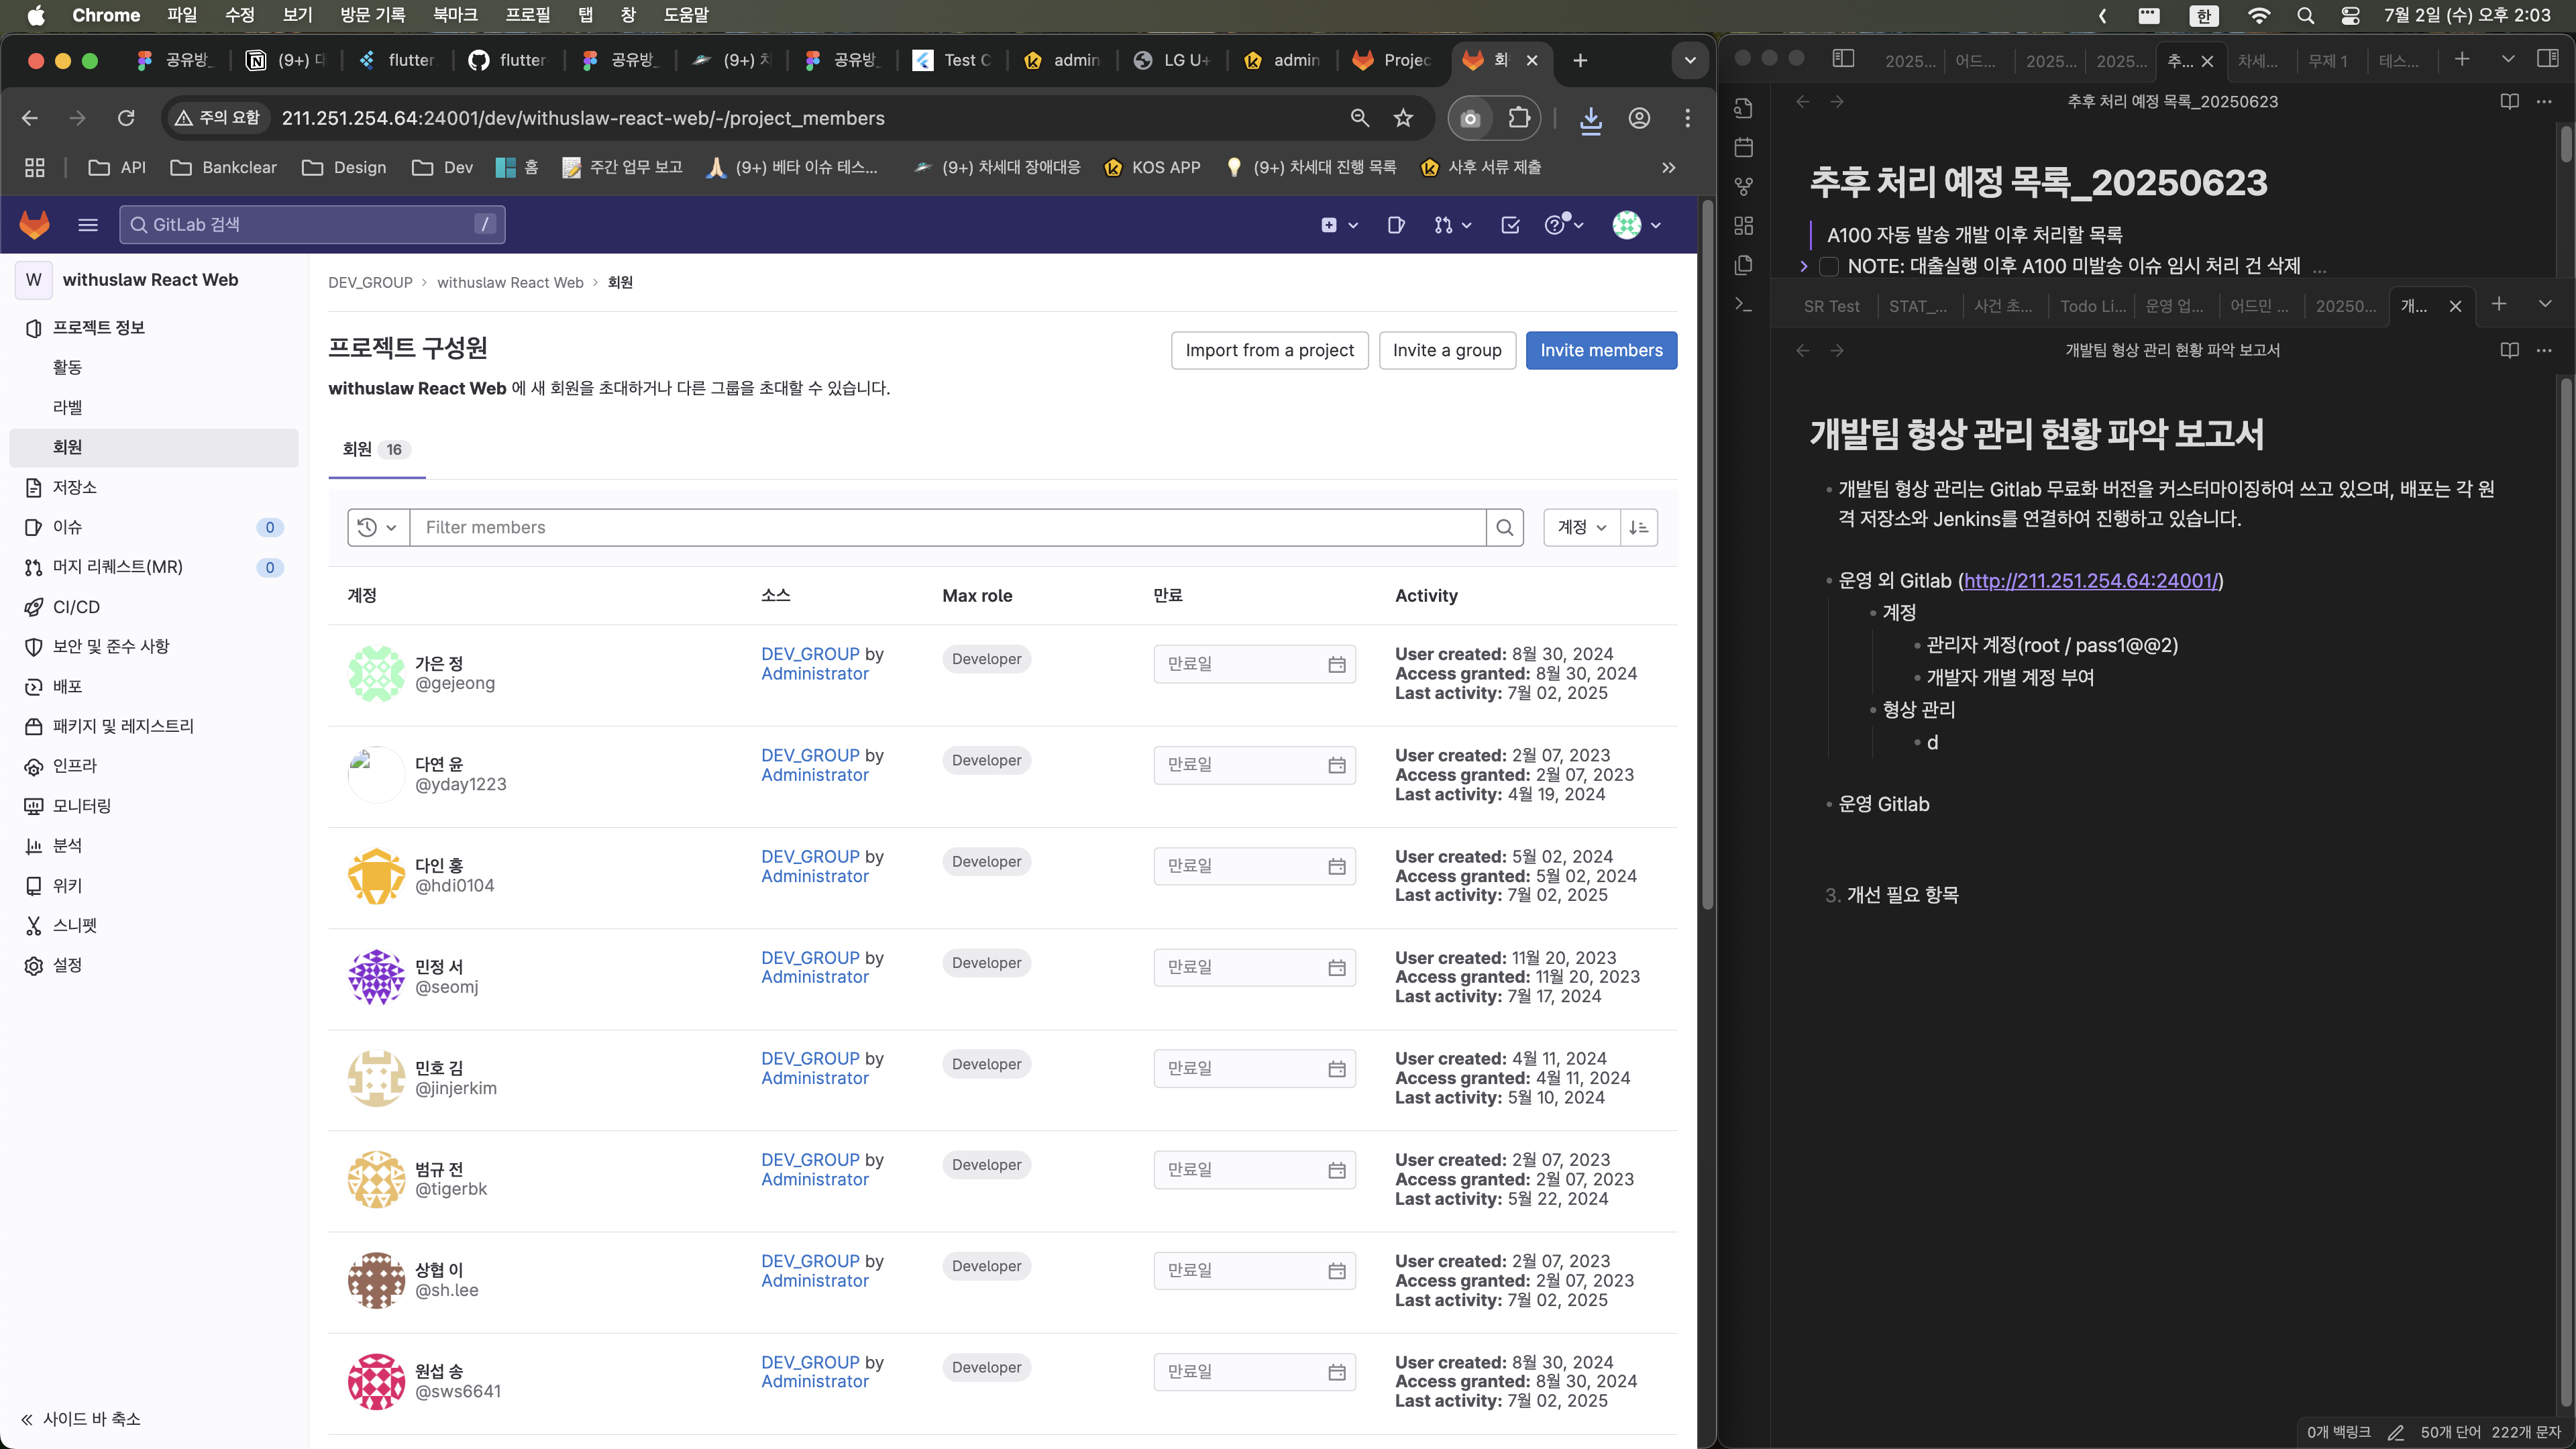 Chrome 파일 수정 보기 방문 기록 북마크 프로필 탭 창 도움말
한 7월 2일 (수) 오후 2:03
공유방_ (9+) flutter. flutter 공유방_ (9+) 공유방_ Test C admin LG U+ admin Projec 회
주의 요함 211.251.254.64:24001/dev/withuslaw-react-web/-/project_members
API Bankclear Design Dev 홈 주간 업무 보고 (9+) 베타 이슈 테스... (9+) 차세대 장애대응 KOS APP (9+) 차세대 진행 목록 사후 서류 제출
GitLab 검색 /
W withuslaw React Web
프로젝트 정보
활동
라벨
회원
저장소
이슈 0
머지 리퀘스트(MR) 0
CI/CD
보안 및 준수 사항
배포
패키지 및 레지스트리
인프라
모니터링
분석
위키
스니펫
설정
사이드 바 축소
DEV_GROUP withuslaw React Web 회원
프로젝트 구성원
Import from a project Invite a group Invite members
withuslaw React Web 에 새 회원을 초대하거나 다른 그룹을 초대할 수 있습니다.
회원 16
Filter members 계정
계정 소스 Max role 만료 Activity
가은 정
@gejeong
DEV_GROUP by
Administrator
Developer
만료일
User created: 8월 30, 2024
Access granted: 8월 30, 2024
Last activity: 7월 02, 2025
다연 윤
@yday1223
DEV_GROUP by
Administrator
Developer
만료일
User created: 2월 07, 2023
Access granted: 2월 07, 2023
Last activity: 4월 19, 2024
다인 홍
@hdi0104
DEV_GROUP by
Administrator
Developer
만료일
User created: 5월 02, 2024
Access granted: 5월 02, 2024
Last activity: 7월 02, 2025
민정 서
@seomj
DEV_GROUP by
Administrator
Developer
만료일
User created: 11월 20, 2023
Access granted: 11월 20, 2023
Last activity: 7월 17, 2024
민호 김
@jinjerkim
DEV_GROUP by
Administrator
Developer
만료일
User created: 4월 11, 2024
Access granted: 4월 11, 2024
Last activity: 5월 10, 2024
범규 전
@tigerbk
DEV_GROUP by
Administrator
Developer
만료일
User created: 2월 07, 2023
Access granted: 2월 07, 2023
Last activity: 5월 22, 2024
상협 이
@sh.lee
DEV_GROUP by
Administrator
Developer
만료일
User created: 2월 07, 2023
Access granted: 2월 07, 2023
Last activity: 7월 02, 2025
원섭 송
@sws6641
DEV_GROUP by
Administrator
Developer
만료일
User created: 8월 30, 2024
Access granted: 8월 30, 2024
Last activity: 7월 02, 2025
2025... 어드... 2025... 2025... 추... 차세... 무제 1 테스...
추후 처리 예정 목록_20250623
추후 처리 예정 목록_20250623
A100 자동 발송 개발 이후 처리할 목록
NOTE: 대출실행 이후 A100 미발송 이슈 임시 처리 건 삭제 ...
SR Test STAT_... 사건 초... Todo Li... 운영 업... 어드민 ... 20250... 개...
개발팀 형상 관리 현황 파악 보고서
개발팀 형상 관리 현황 파악 보고서
개발팀 형상 관리는 Gitlab 무료화 버전을 커스터마이징하여 쓰고 있으며, 배포는 각 원
격 저장소와 Jenkins를 연결하여 진행하고 있습니다.
운영 외 Gitlab (http://211.251.254.64:24001/)
계정
관리자 계정(root / pass1@@2)
개발자 개별 계정 부여
형상 관리
d
운영 Gitlab
3. 개선 필요 항목
0개 백링크 50개 단어 222개 문자